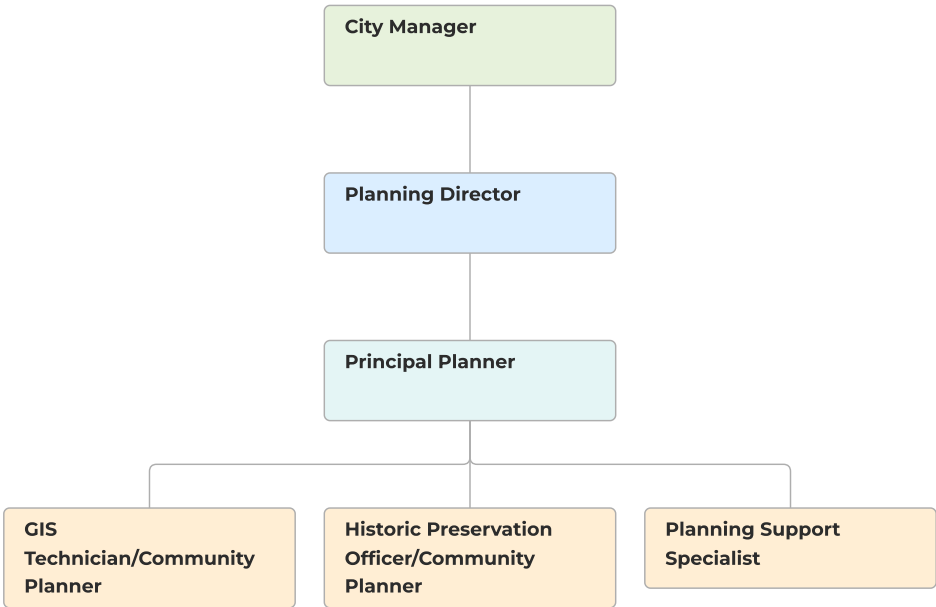 City Manager
Planning Director
Principal Planner
GIS
Technician/Community
Planner
Historic Preservation
Officer/Community
Planner
Planning Support
Specialist